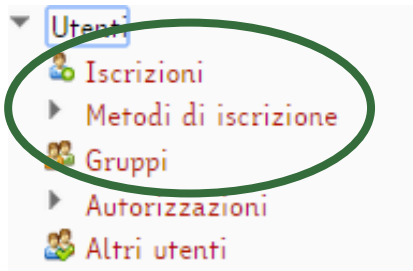 Utenti
Iscrizioni
Metodi di iscrizione
Gruppi
Autorizzazioni
Altri utenti